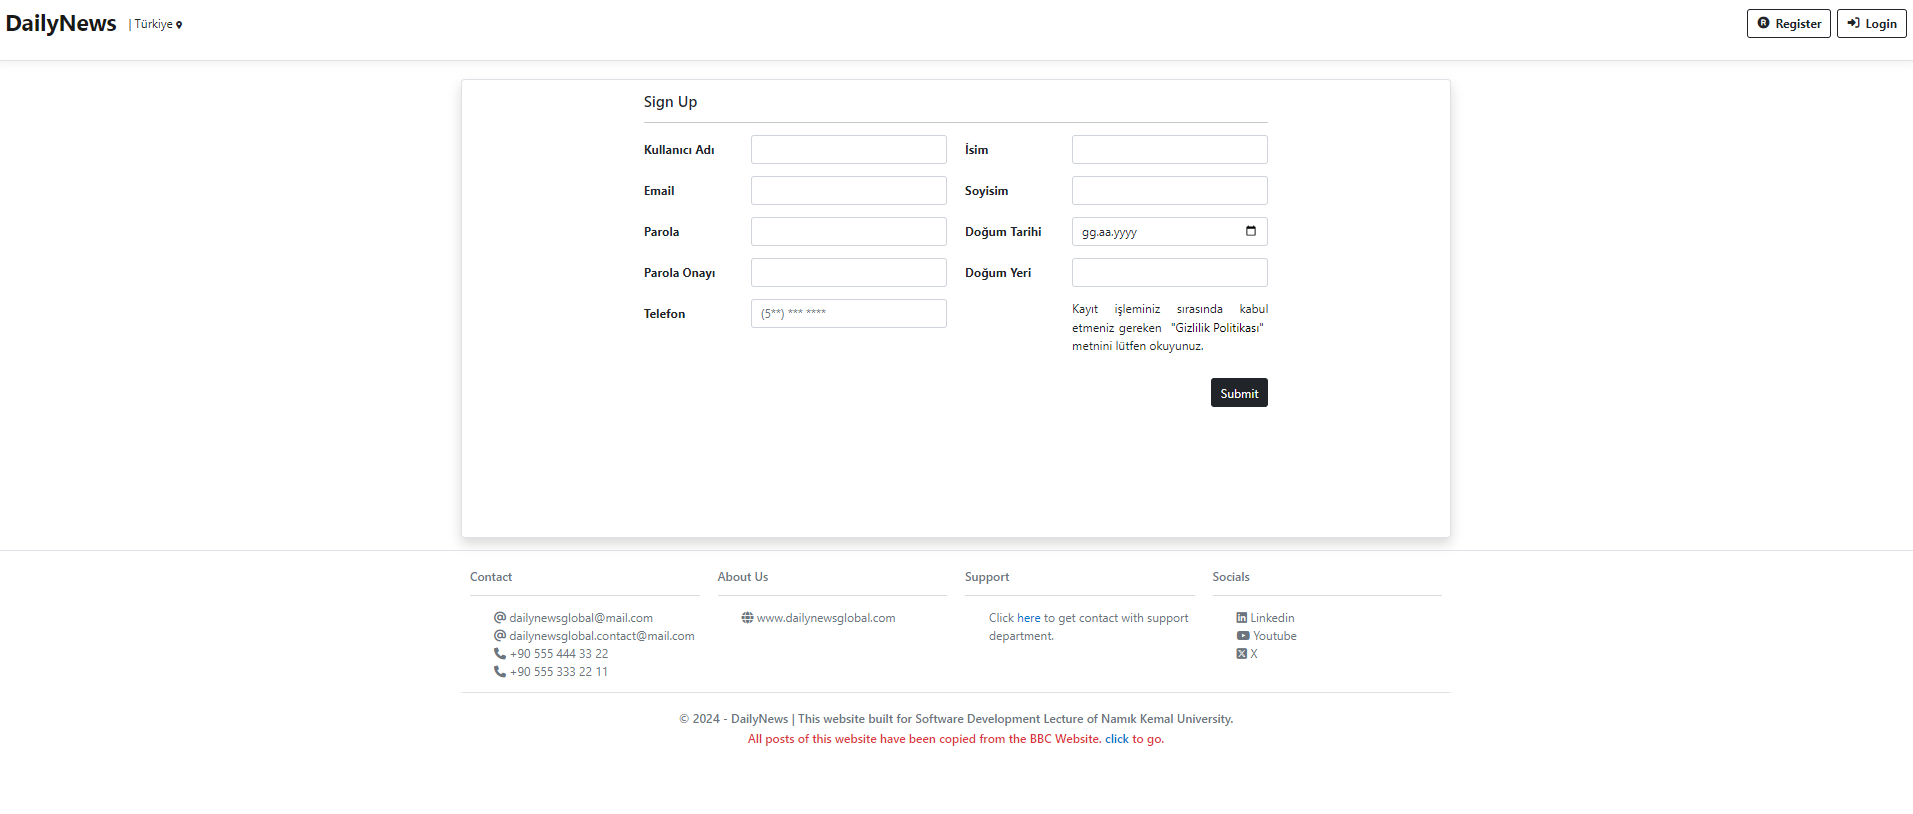 DailyNews | Türkiye
Register
Login
Sign Up
Kullanıcı Adı
İsim
Email
Soyisim
Parola
Doğum Tarihi
gg.aa.yyyy
Parola Onayı
Doğum Yeri
Telefon
(5**) *** ****
Kayıt işleminiz sırasında kabul
etmeniz gereken "Gizlilik Politikası"
metnini lütfen okuyunuz.
Submit
Contact
dailynewsglobal@mail.com
dailynewsglobal.contact@mail.com
+90 555 444 33 22
+90 555 333 22 11
About Us
www.dailynewsglobal.com
Support
Click here to get contact with support
department.
Socials
Linkedin
Youtube
X
© 2024 - DailyNews | This website built for Software Development Lecture of Namık Kemal University.
All posts of this website have been copied from the BBC Website. click to go.